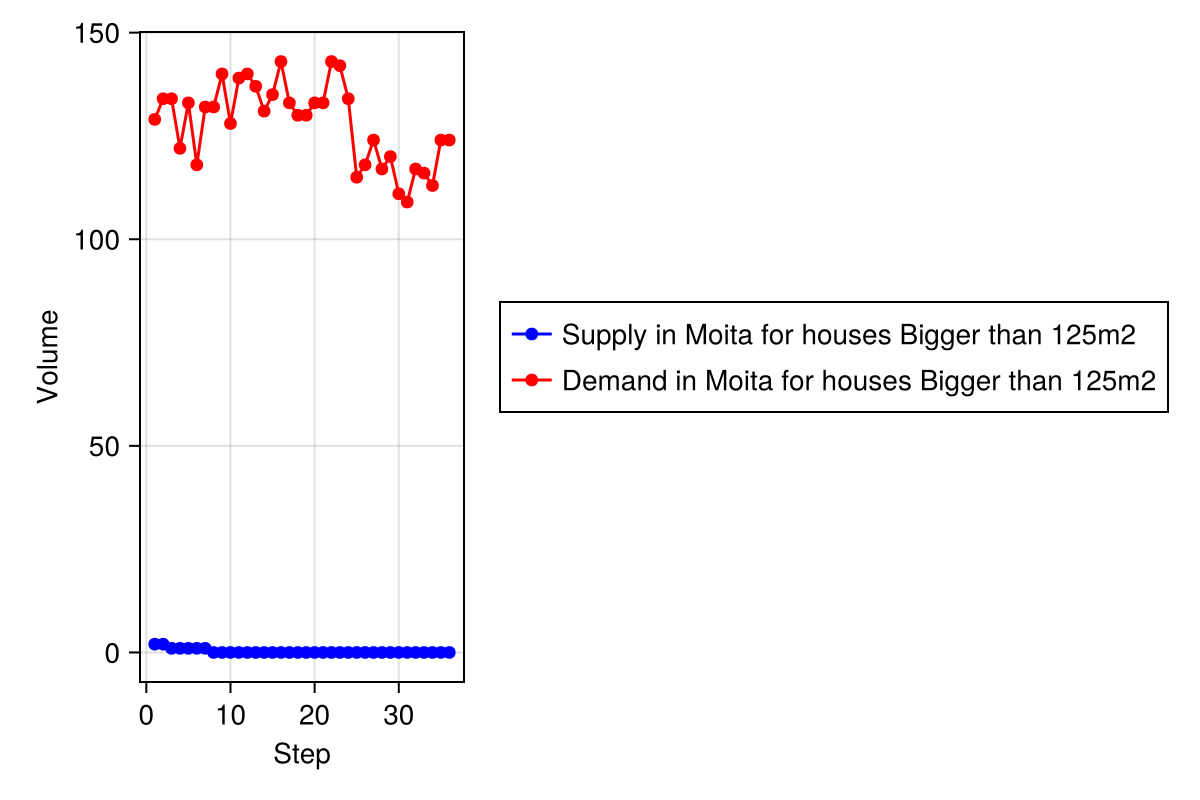 150
100
50
0
Volume
0 10 20 30
Step
Supply in Moita for houses Bigger than 125m2
Demand in Moita for houses Bigger than 125m2